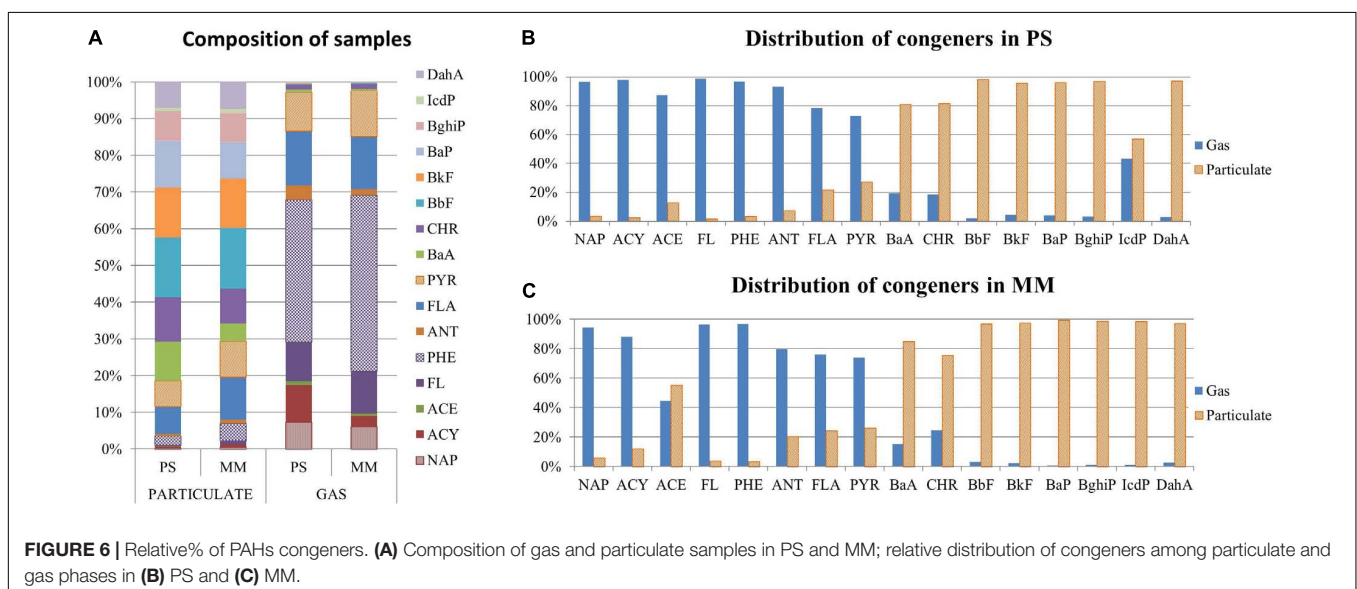 A
Composition of samples
100%
90%
80%
70%
60%
50%
40%
30%
20%
10%
0%
PS MM PS MM
PARTICULATE GAS
DahA
IcdP
BghiP
BaP
BkF
BbF
CHR
BaA
PYR
FLA
ANT
PHE
FL
ACE
ACY
NAP
B
Distribution of congeners in PS
100%
80%
60%
40%
20%
0%
NAP ACY ACE FL PHE ANT FLA PYR BaA CHR BbF BkF BaP BghiP IcdP DahA
Gas
Particulate
C
Distribution of congeners in MM
100%
80%
60%
40%
20%
0%
NAP ACY ACE FL PHE ANT FLA PYR BaA CHR BbF BkF BaP BghiP IcdP DahA
Gas
Particulate
FIGURE 6 | Relative% of PAHs congeners. (A) Composition of gas and particulate samples in PS and MM; relative distribution of congeners among particulate and
gas phases in (B) PS and (C) MM.